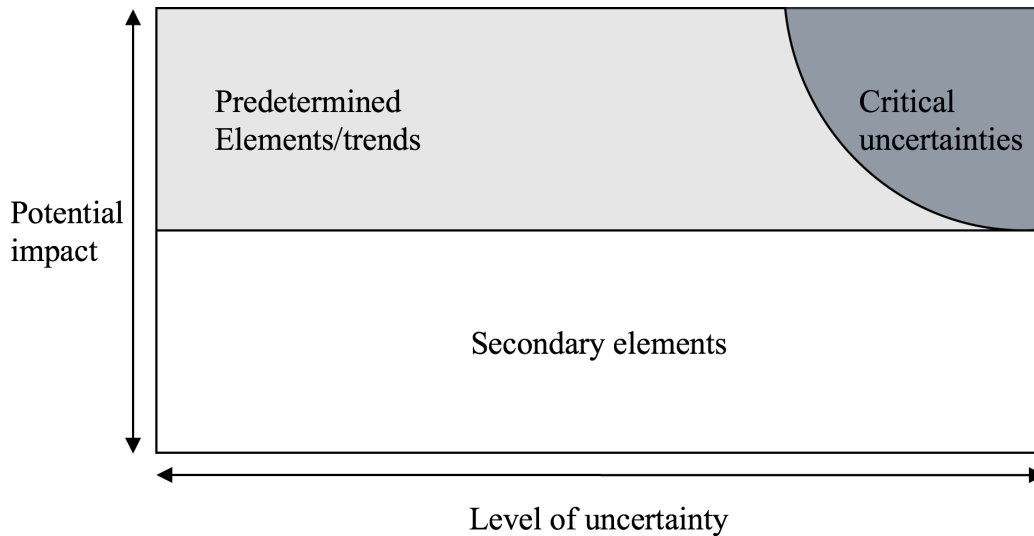 Predetermined
Elements/trends
Critical
uncertainties
Potential
impact
Secondary elements
Level of uncertainty